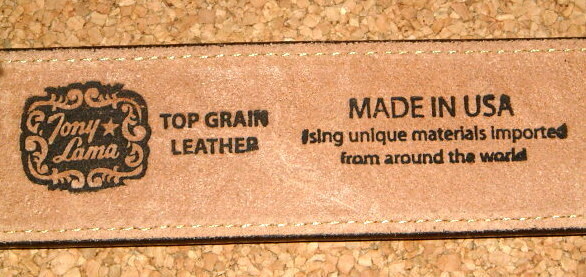 Tony Lama
TOP GRAIN
LEATHER
MADE IN USA
Using unique materials imported
from around the world